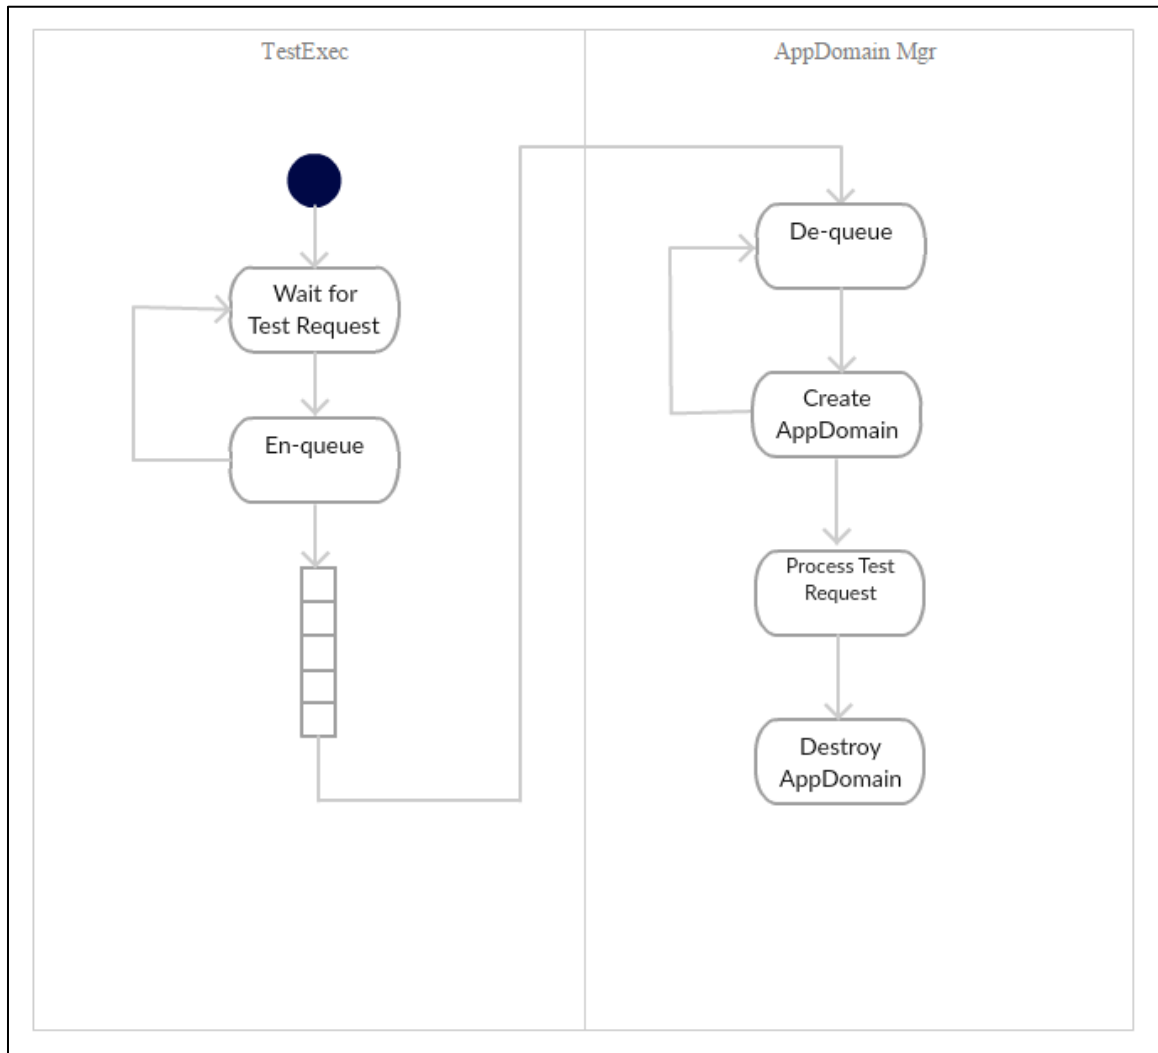 TestExec
AppDomain Mgr
Wait for
Test Request
En-queue
De-queue
Create
AppDomain
Process Test
Request
Destroy
AppDomain